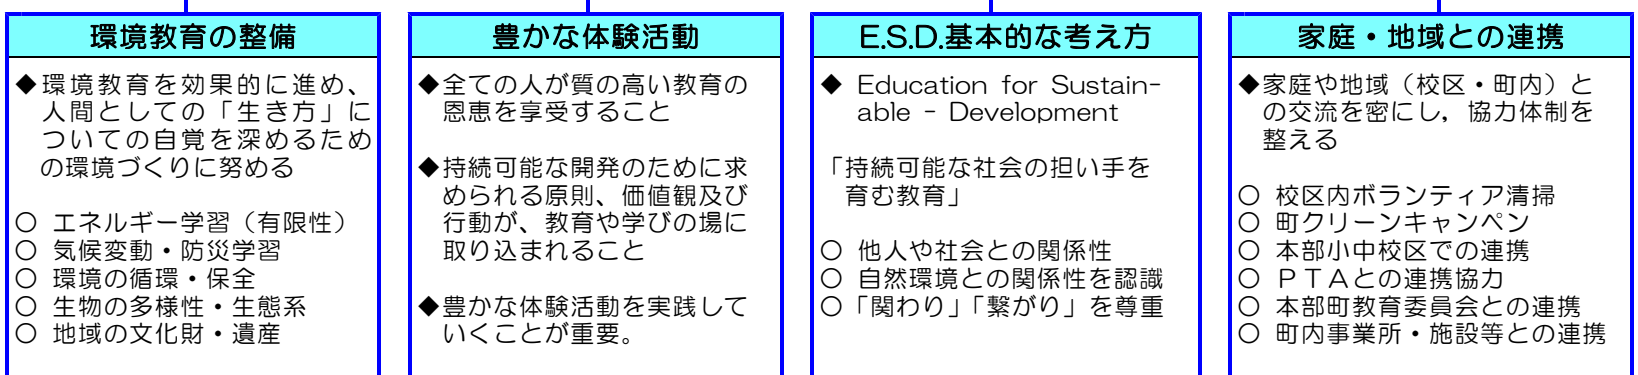 環境教育の整備
◆環境教育を効果的に進め、
人間としての「生き方」に
ついての自覚を深めるため
の環境づくりに努める
○ エネルギー学習（有限性）
○ 気候変動・防災学習
○ 環境の循環・保全
○ 生物の多様性・生態系
○ 地域の文化財・遺産
豊かな体験活動
◆全ての人が質の高い教育の
恩恵を享受すること
◆持続可能な開発のために求
められる原則、価値観及び
行動が、教育や学びの場に
取り込まれること
◆豊かな体験活動を実践して
いくことが重要。
E.S.D.基本的な考え方
◆ Education for Sustain-
able - Development
「持続可能な社会の担い手を
育む教育」
○ 他人や社会との関係性
○ 自然環境との関係性を認識
○「関わり」「繋がり」を尊重
家庭・地域との連携
◆家庭や地域（校区・町内）と
の交流を密にし，協力体制を
整える
○ 校区内ボランティア清掃
○ 町クリーンキャンペン
○ 本部小中校区での連携
○ ＰＴＡとの連携協力
○ 本部町教育委員会との連携
○ 町内事業所・施設等との連携